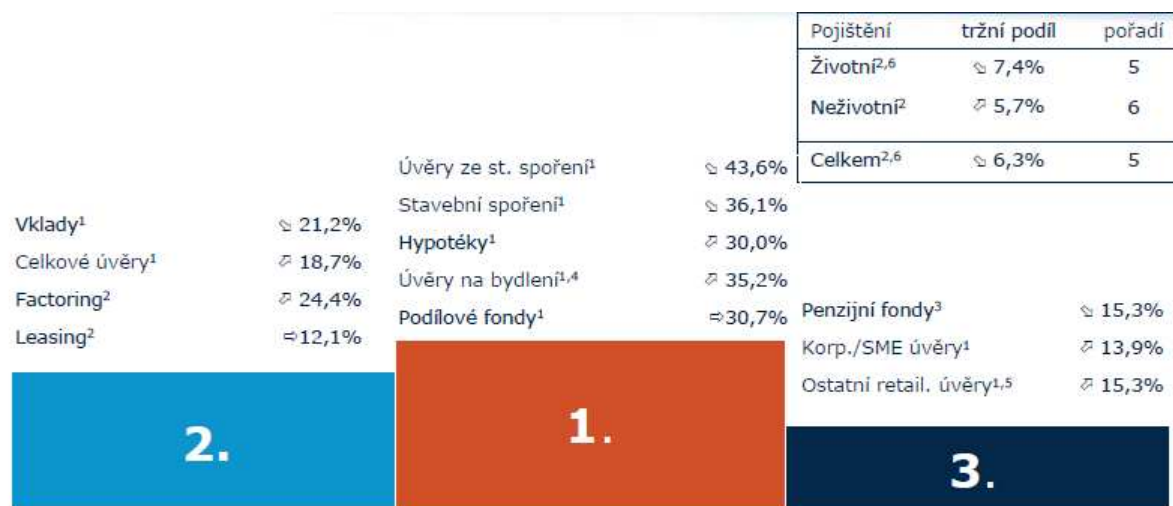 Pojištění tržní podíl pořadí
Životní²,⁶ ⬂ 7,4% 5
Neživotní² ⬀ 5,7% 6
Celkem²,⁶ ⬂ 6,3% 5
Vklady¹ ⬂ 21,2%
Celkové úvěry¹ ⬀ 18,7%
Factoring² ⬀ 24,4%
Leasing² ⇨12,1%
2.
Úvěry ze st. spoření¹ ⬂ 43,6%
Stavební spoření¹ ⬂ 36,1%
Hypotéky¹ ⬀ 30,0%
Úvěry na bydlení¹,⁴ ⬀ 35,2%
Podílové fondy¹ ⇨30,7%
1.
Penzijní fondy³ ⬂ 15,3%
Korp./SME úvěry¹ ⬀ 13,9%
Ostatní retail. úvěry¹,⁵ ⬀ 15,3%
3.